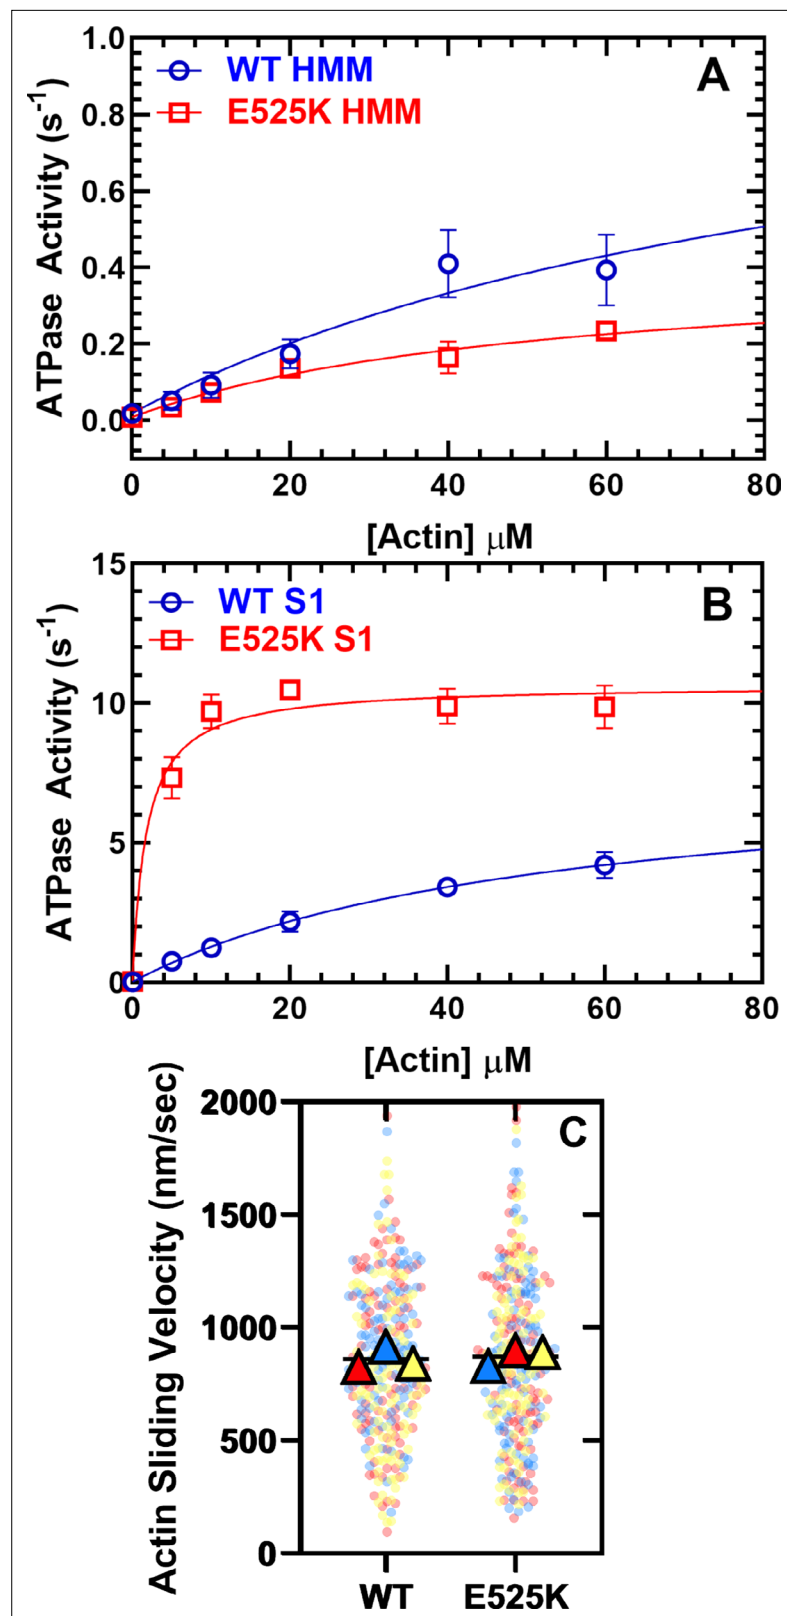 A
WT HMM
E525K HMM
1.0
0.8
0.6
0.4
0.2
0.0
ATPase Activity (s⁻¹)
0 20 40 60 80
[Actin] μM
B
WT S1
E525K S1
15
10
5
0
ATPase Activity (s⁻¹)
0 20 40 60 80
[Actin] μM
C
2000
1500
1000
500
0
Actin Sliding Velocity (nm/sec)
WT E525K